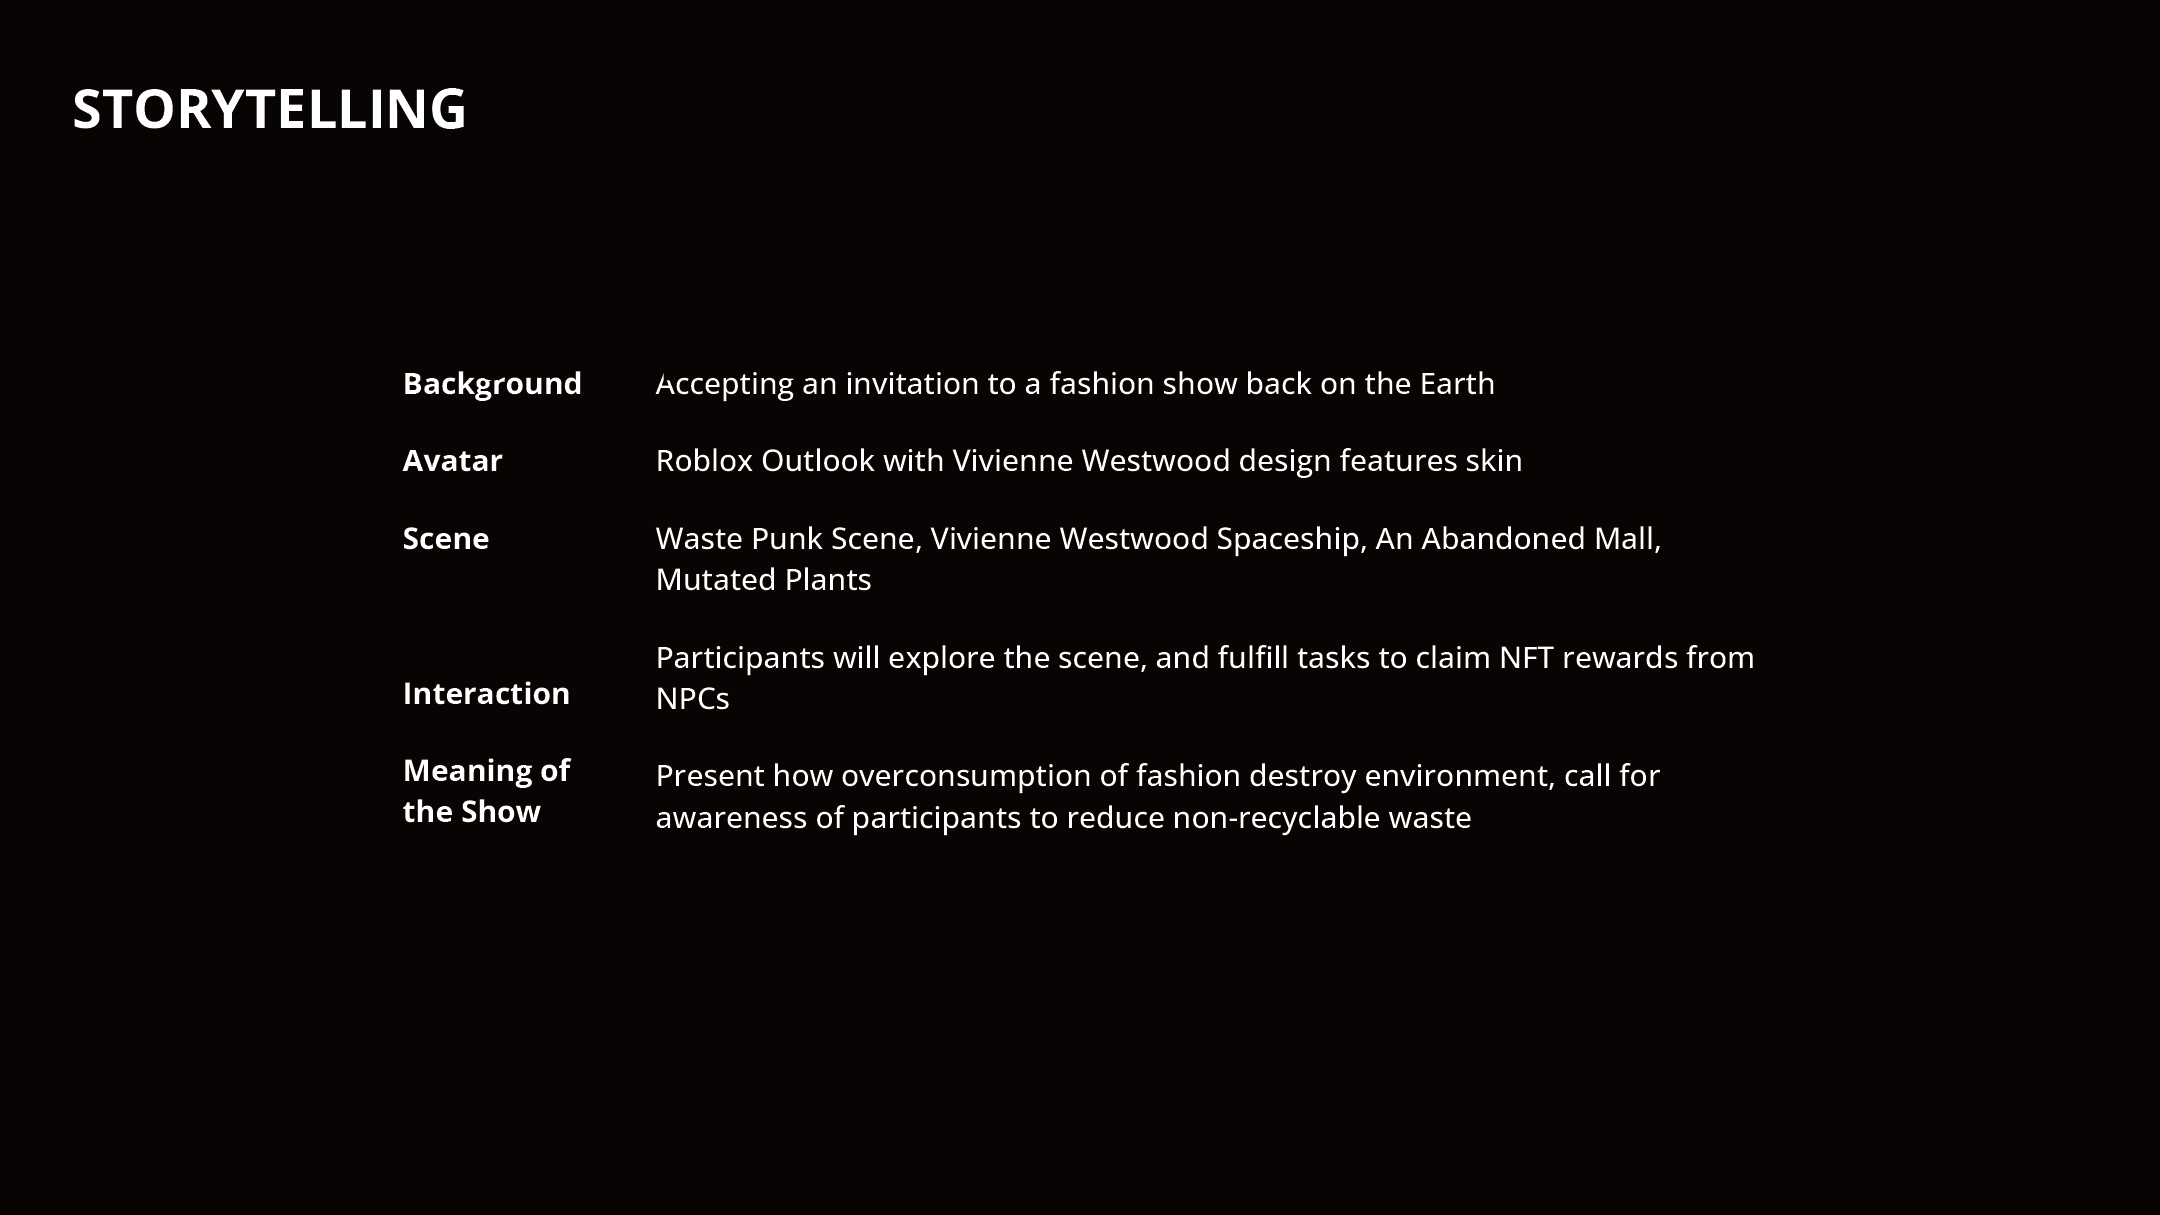 STORYTELLING
Background
Accepting an invitation to a fashion show back on the Earth
Avatar
Roblox Outlook with Vivienne Westwood design features skin
Scene
Waste Punk Scene, Vivienne Westwood Spaceship, An Abandoned Mall,
Mutated Plants
Interaction
Participants will explore the scene, and fulfill tasks to claim NFT rewards from
NPCs
Meaning of
the Show
Present how overconsumption of fashion destroy environment, call for
awareness of participants to reduce non-recyclable waste